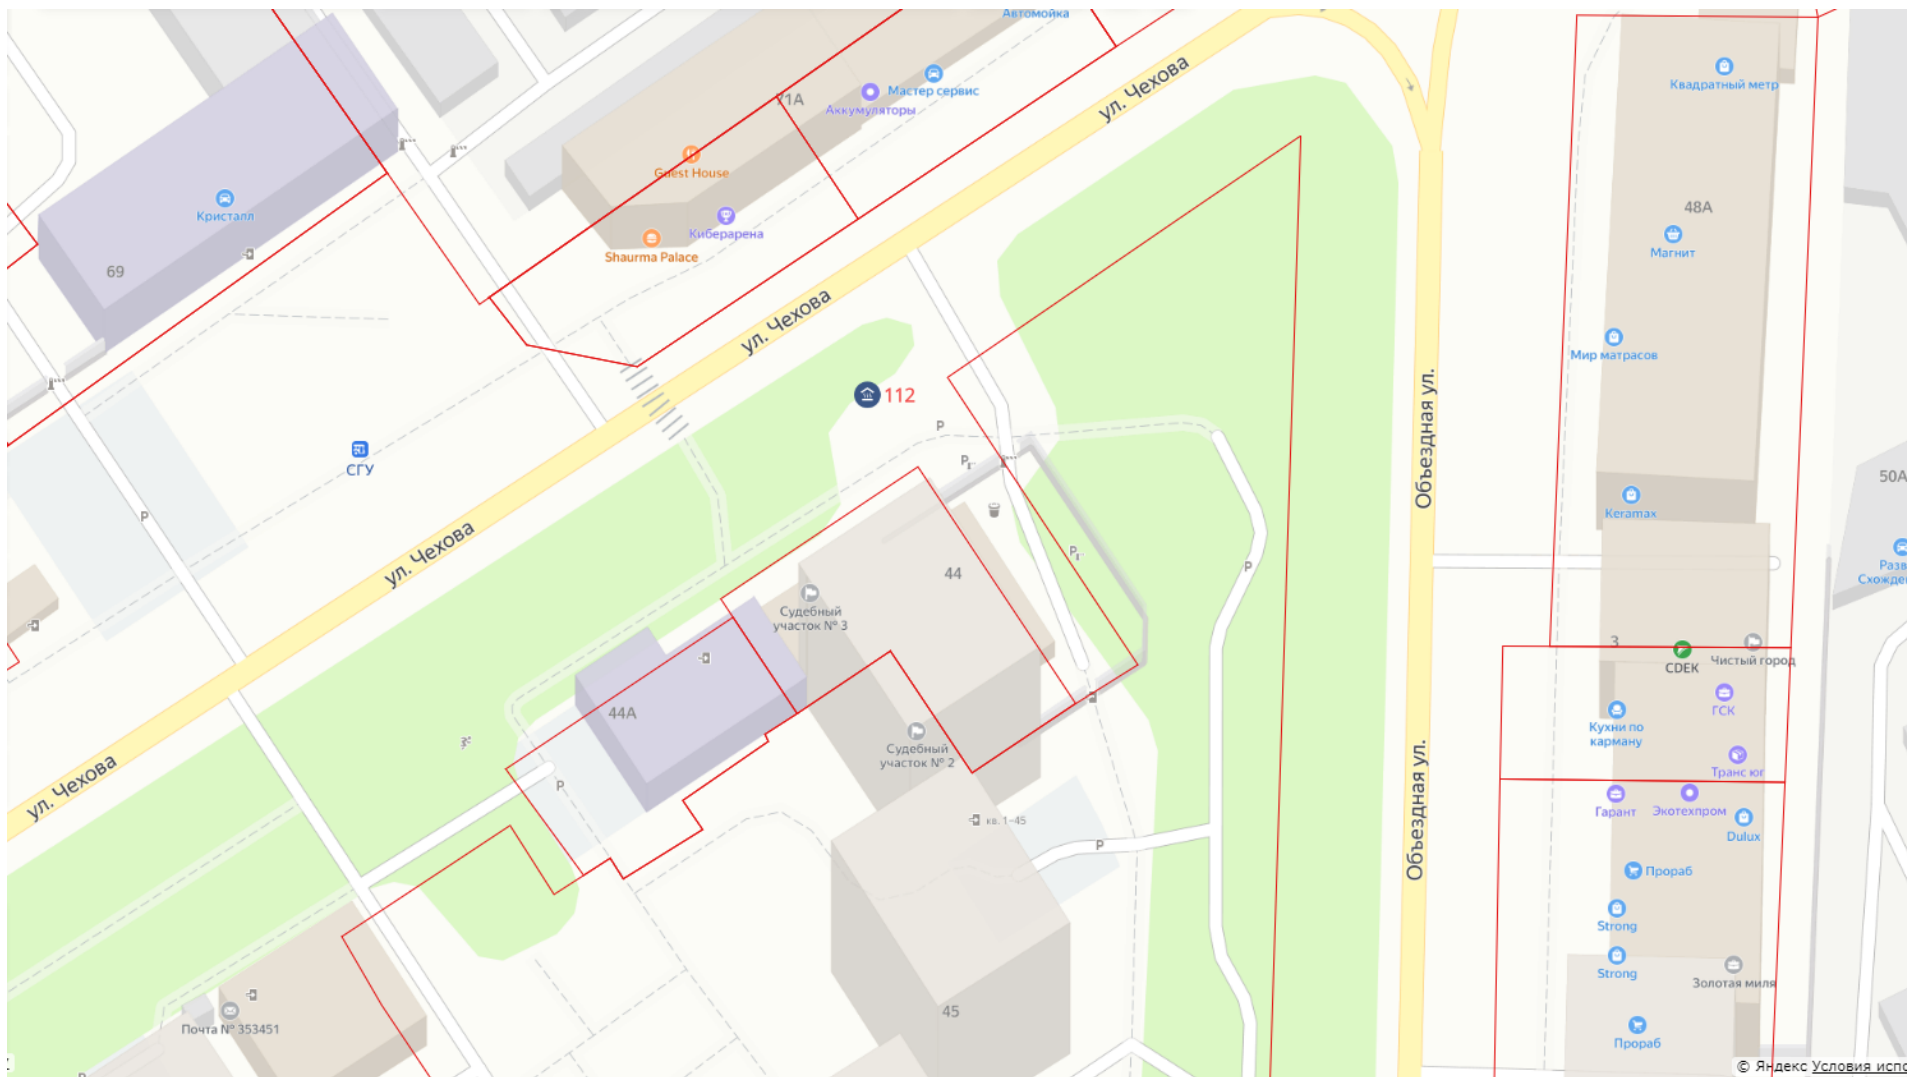 Автомойка
ул. Чехова
Квадратный метр
Мастер сервис
71А
Аккумуляторы
Guest House
Кристалл
Киберарена
Shaurma Palace
69
48А
Магнит
ул. Чехова
Мир матрасов
Объездная ул.
112
СГУ
P
P
P
50А
Keramax
ул. Чехова
P
P
44
Судебный
участок № 3
Схожде
3
CDEK
Чистый город
44А
ГСК
Кухни по
карману
Судебный
участок № 2
Транс юг
ул. Чехова
Объездная ул.
P
Гарант
Экотехпром
Dulux
кв. 1–45
P
Прораб
Strong
Strong
Золотая миля
45
Почта № 353451
Прораб
© Яндекс Условия испо